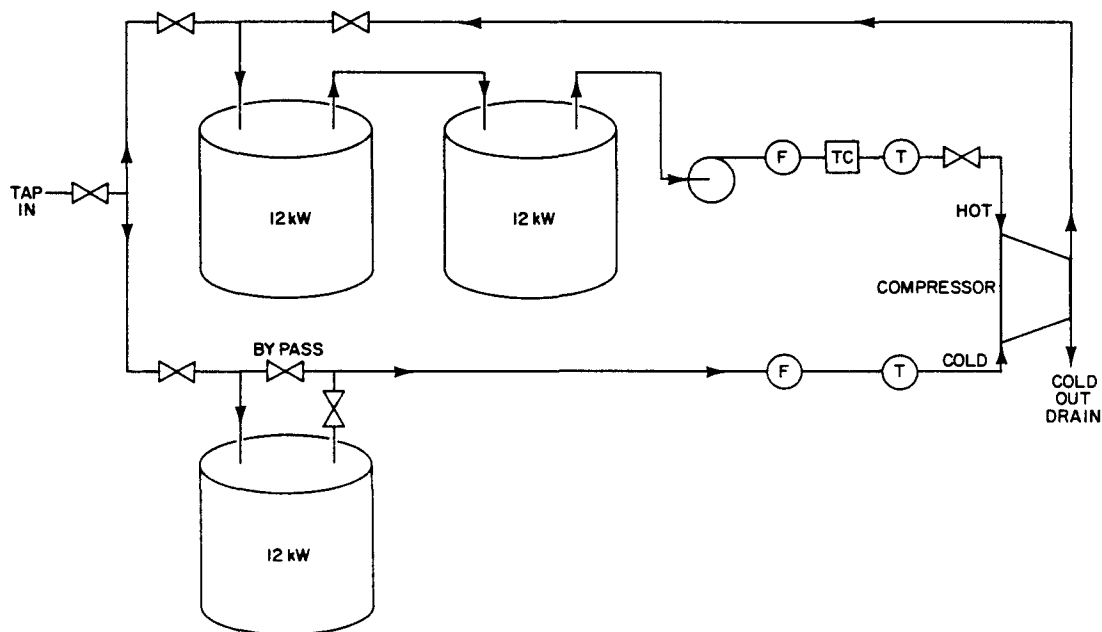 TAP
IN
12 kW
12 kW
F
TC
T
HOT
COMPRESSOR
BY PASS
F
T
COLD
COLD
OUT
DRAIN
12 kW